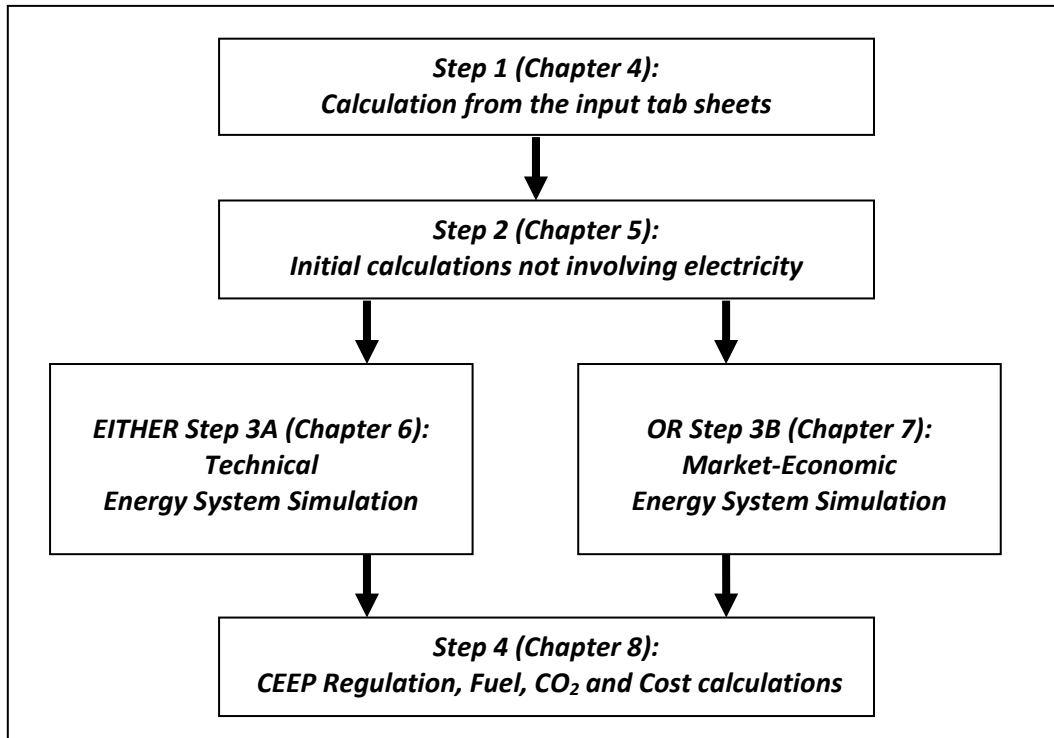 Step 1 (Chapter 4):
Calculation from the input tab sheets
Step 2 (Chapter 5):
Initial calculations not involving electricity
EITHER Step 3A (Chapter 6):
Technical
Energy System Simulation
OR Step 3B (Chapter 7):
Market-Economic
Energy System Simulation
Step 4 (Chapter 8):
CEEP Regulation, Fuel, CO₂ and Cost calculations